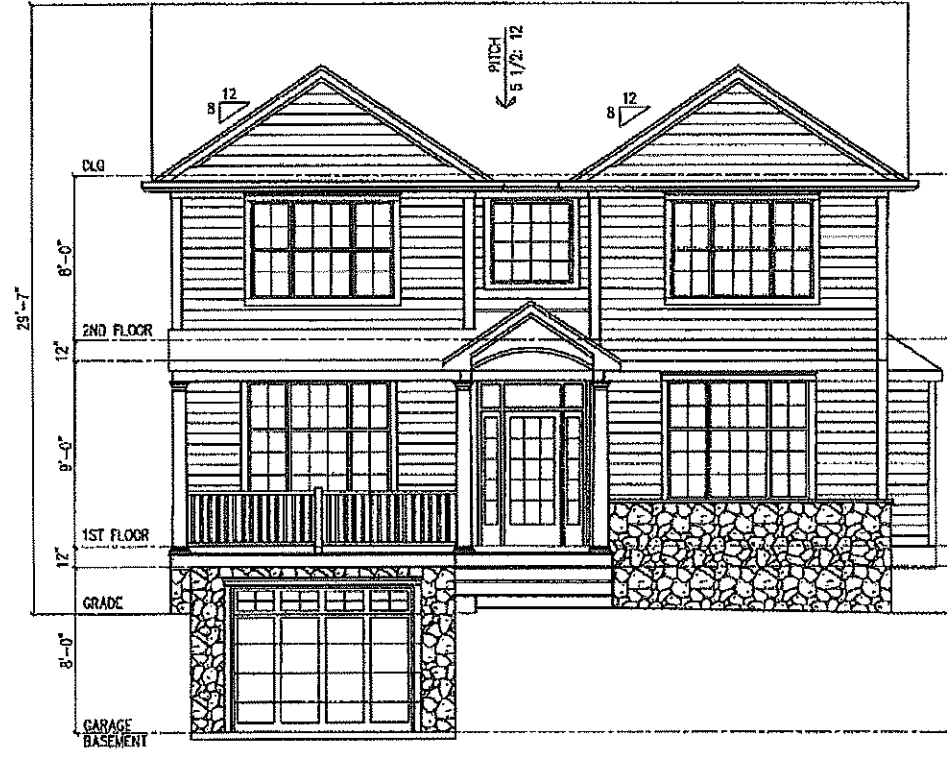 PITCH
5 1/2: 12
12
8
12
8
CLG
8'-0"
29'-7"
2ND FLOOR
12"
9'-0"
1ST FLOOR
12"
GRADE
8'-0"
GARAGE
BASEMENT